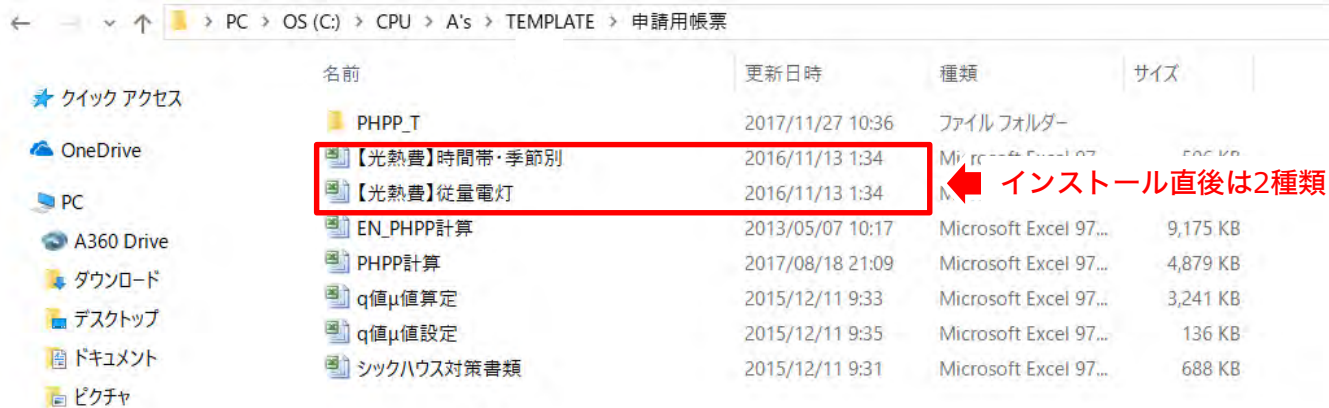 PC > OS (C:) > CPU > A's > TEMPLATE > 申請用帳票
名前 更新日時 種類 サイズ
クイック アクセス
OneDrive
PC
A360 Drive
ダウンロード
デスクトップ
ドキュメント
ピクチャ
PHPP_T 2017/11/27 10:36 ファイル フォルダー
【光熱費】時間帯・季節別 2016/11/13 1:34
【光熱費】従量電灯 2016/11/13 1:34
インストール直後は2種類
EN_PHPP計算 2013/05/07 10:17 Microsoft Excel 97... 9,175 KB
PHPP計算 2017/08/18 21:09 Microsoft Excel 97... 4,879 KB
q値μ値算定 2015/12/11 9:33 Microsoft Excel 97... 3,241 KB
q値μ値設定 2015/12/11 9:35 Microsoft Excel 97... 136 KB
シックハウス対策書類 2015/12/11 9:31 Microsoft Excel 97... 688 KB